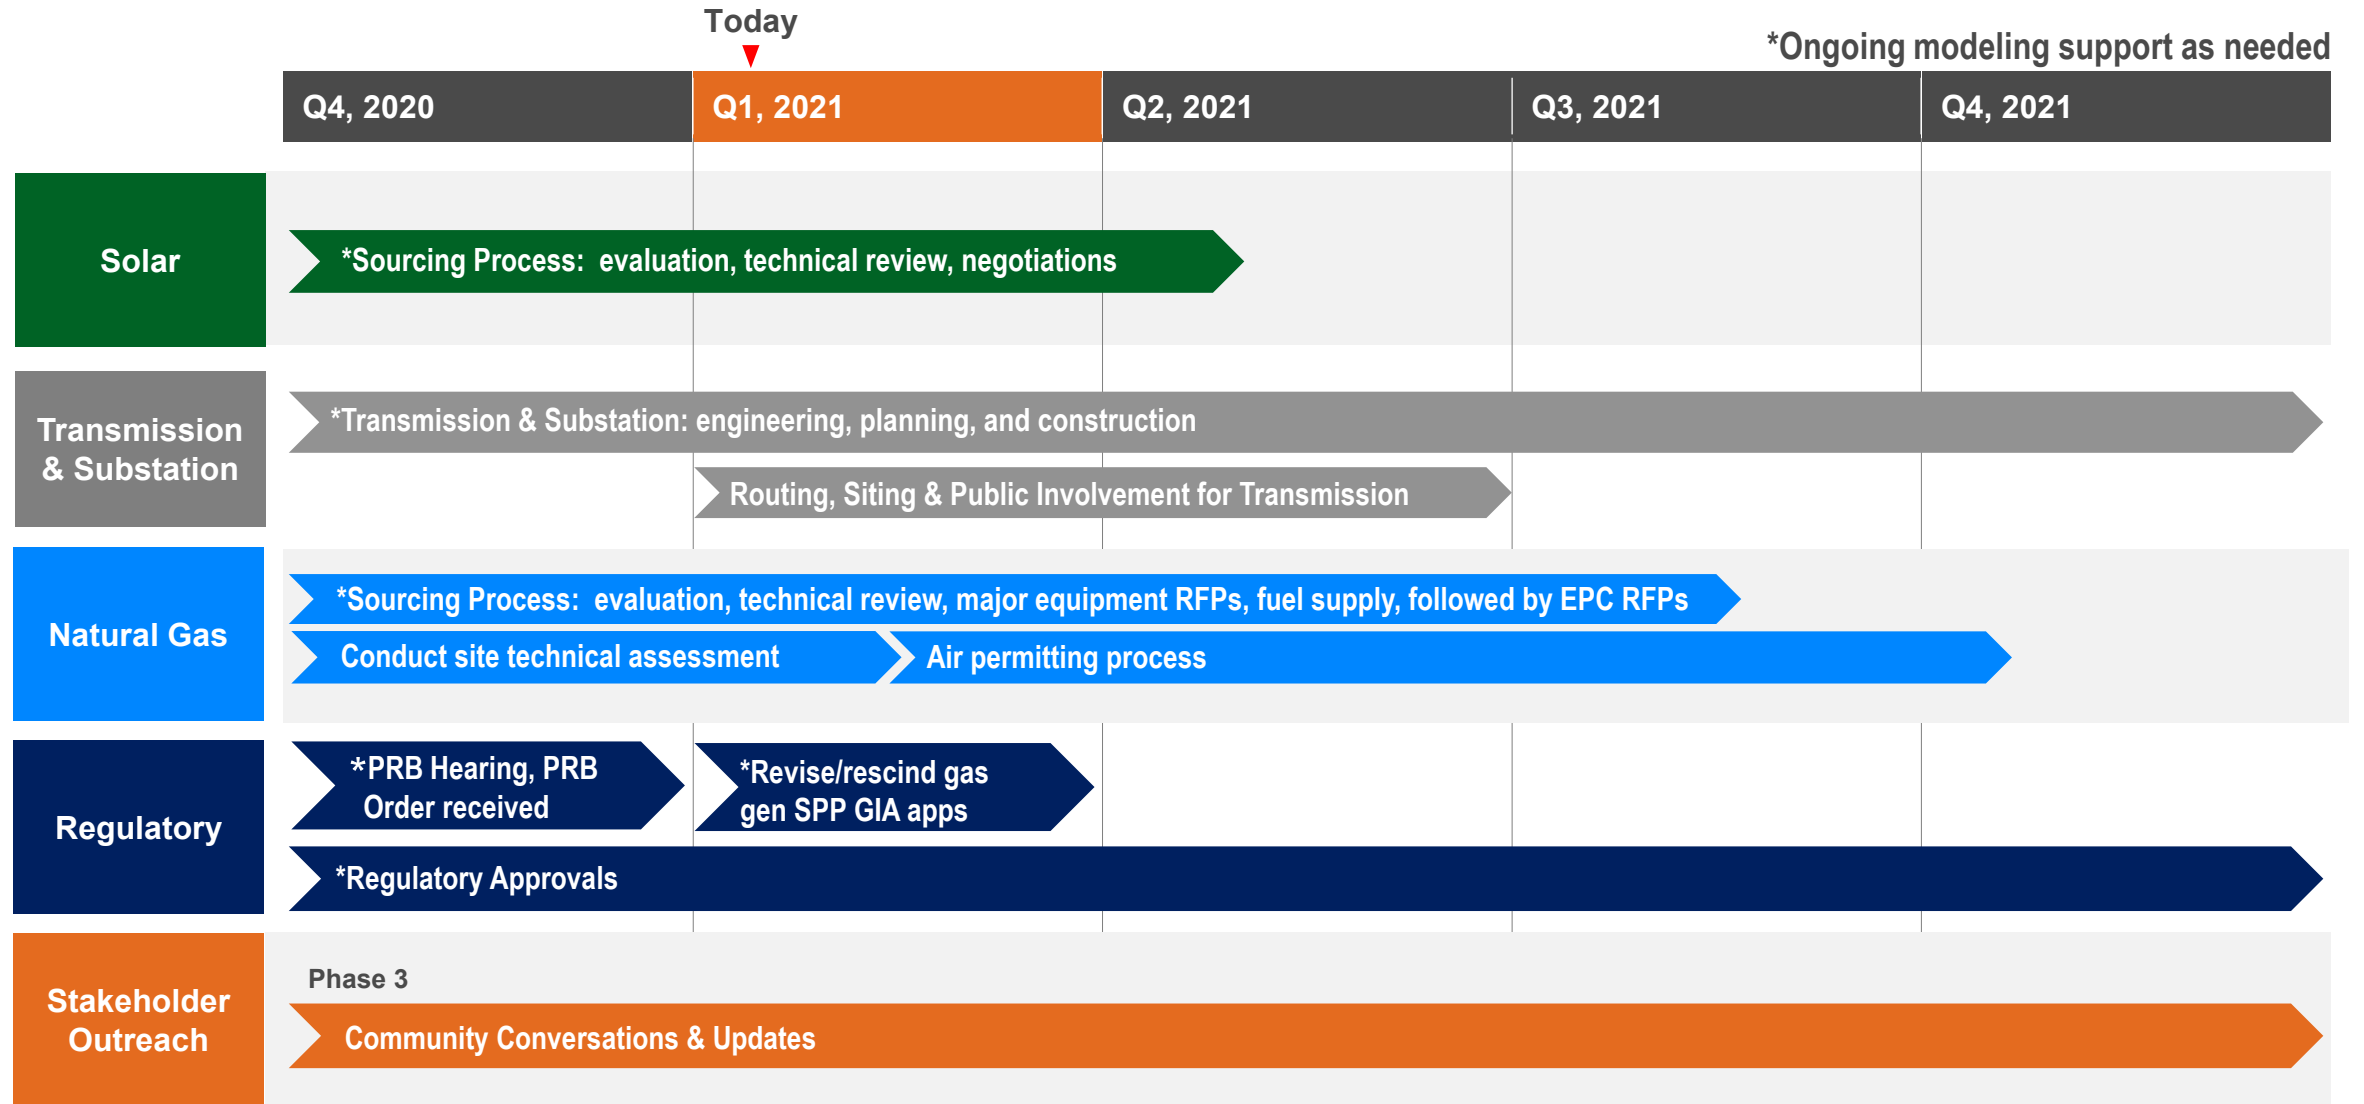 Today
*Ongoing modeling support as needed
Q4, 2020
Q1, 2021
Q2, 2021
Q3, 2021
Q4, 2021
Solar
*Sourcing Process:  evaluation, technical review, negotiations
Transmission
& Substation
*Transmission & Substation: engineering, planning, and construction
Routing, Siting & Public Involvement for Transmission
Natural Gas
*Sourcing Process:  evaluation, technical review, major equipment RFPs, fuel supply, followed by EPC RFPs
Conduct site technical assessment
Air permitting process
Regulatory
*PRB Hearing, PRB
Order received
*Revise/rescind gas
gen SPP GIA apps
*Regulatory Approvals
Stakeholder
Outreach
Phase 3
Community Conversations & Updates